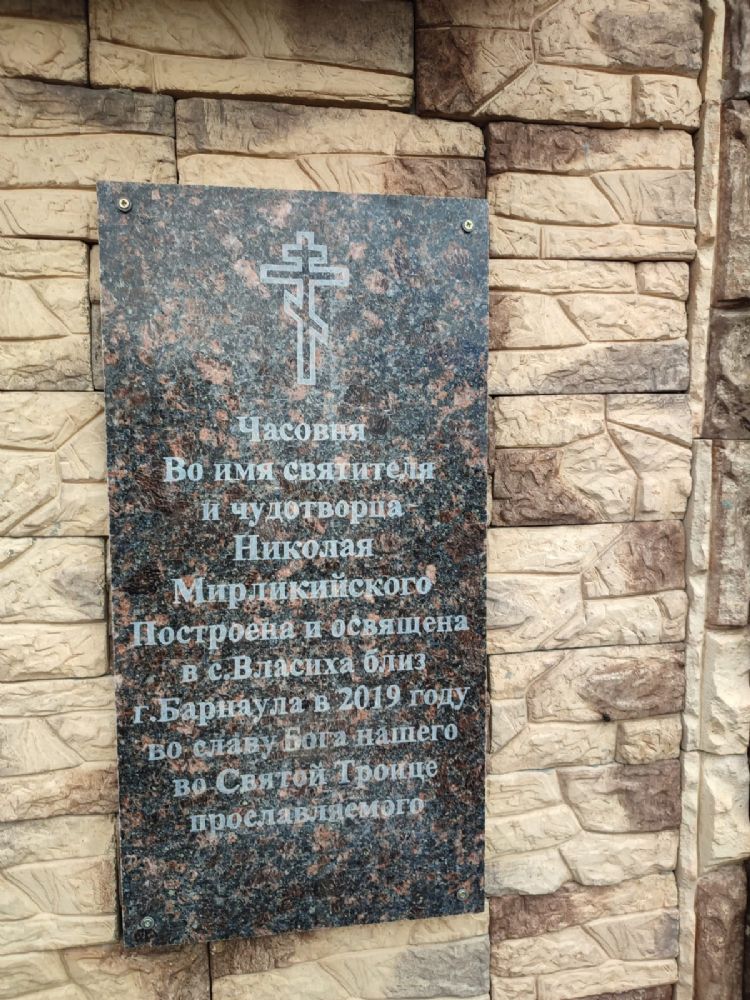 Часовня
Во имя святителя
и чудотворца
Николая
Мирликийского
Построена и освящена
в с.Власиха близ
г.Барнаула в 2019 году
во славу Бога нашего
во Святой Троице
прославляемого